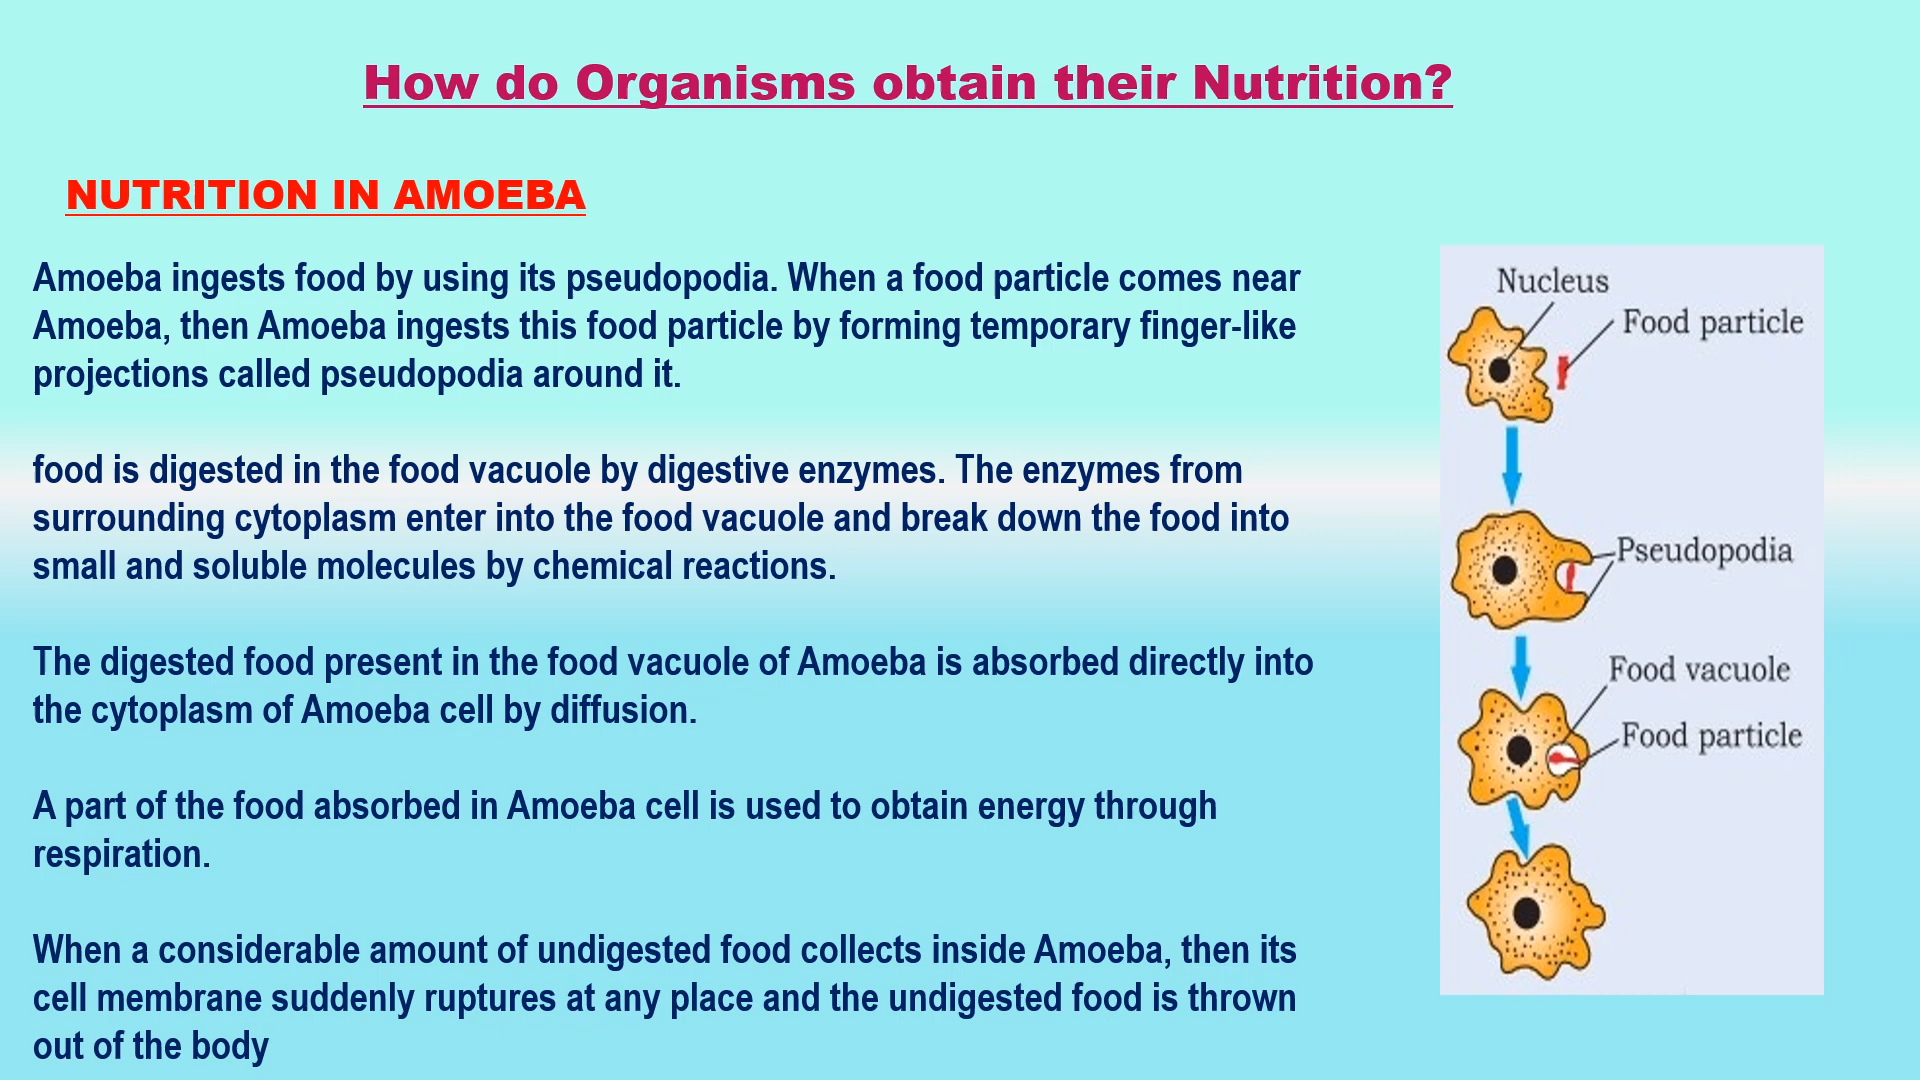 How do Organisms obtain their Nutrition?
NUTRITION IN AMOEBA
Amoeba ingests food by using its pseudopodia. When a food particle comes near
Amoeba, then Amoeba ingests this food particle by forming temporary finger-like
projections called pseudopodia around it.
food is digested in the food vacuole by digestive enzymes. The enzymes from
surrounding cytoplasm enter into the food vacuole and break down the food into
small and soluble molecules by chemical reactions.
The digested food present in the food vacuole of Amoeba is absorbed directly into
the cytoplasm of Amoeba cell by diffusion.
A part of the food absorbed in Amoeba cell is used to obtain energy through
respiration.
When a considerable amount of undigested food collects inside Amoeba, then its
cell membrane suddenly ruptures at any place and the undigested food is thrown
out of the body
Nucleus
Food particle
Pseudopodia
Food vacuole
Food particle